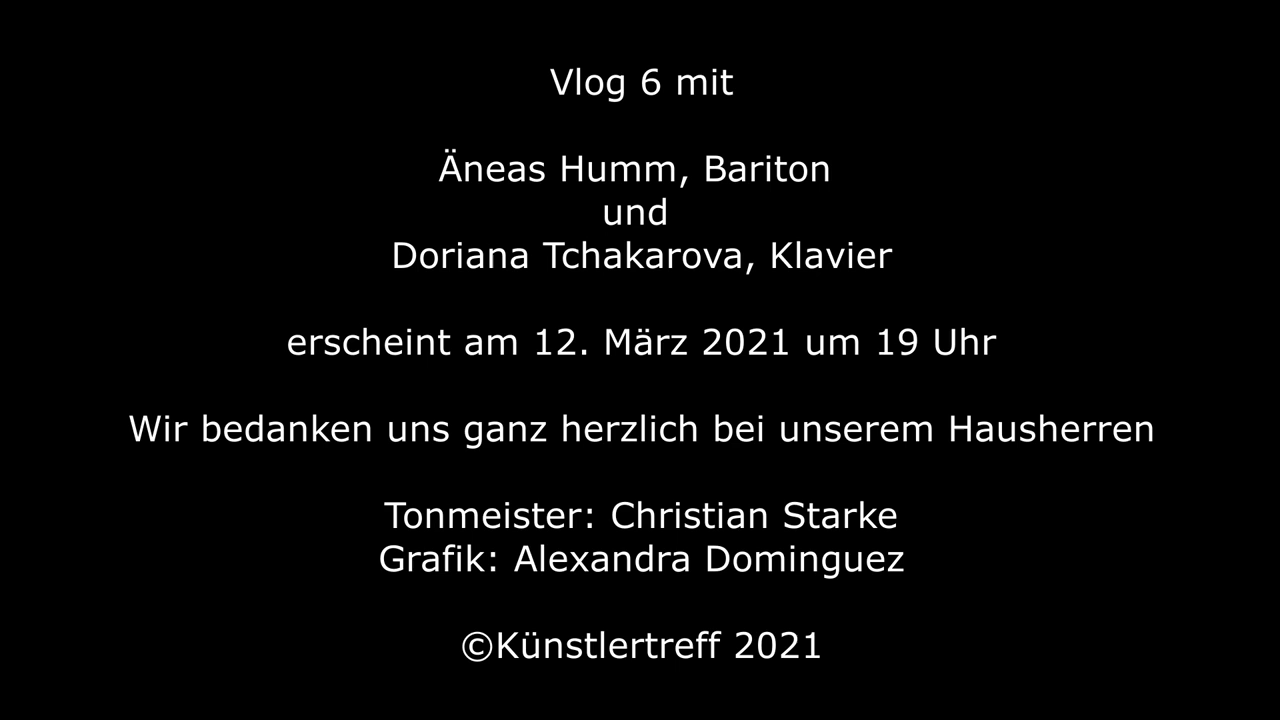 Vlog 6 mit
Äneas Humm, Bariton
und
Doriana Tchakarova, Klavier
erscheint am 12. März 2021 um 19 Uhr
Wir bedanken uns ganz herzlich bei unserem Hausherren
Tonmeister: Christian Starke
Grafik: Alexandra Dominguez
©Künstlertreff 2021